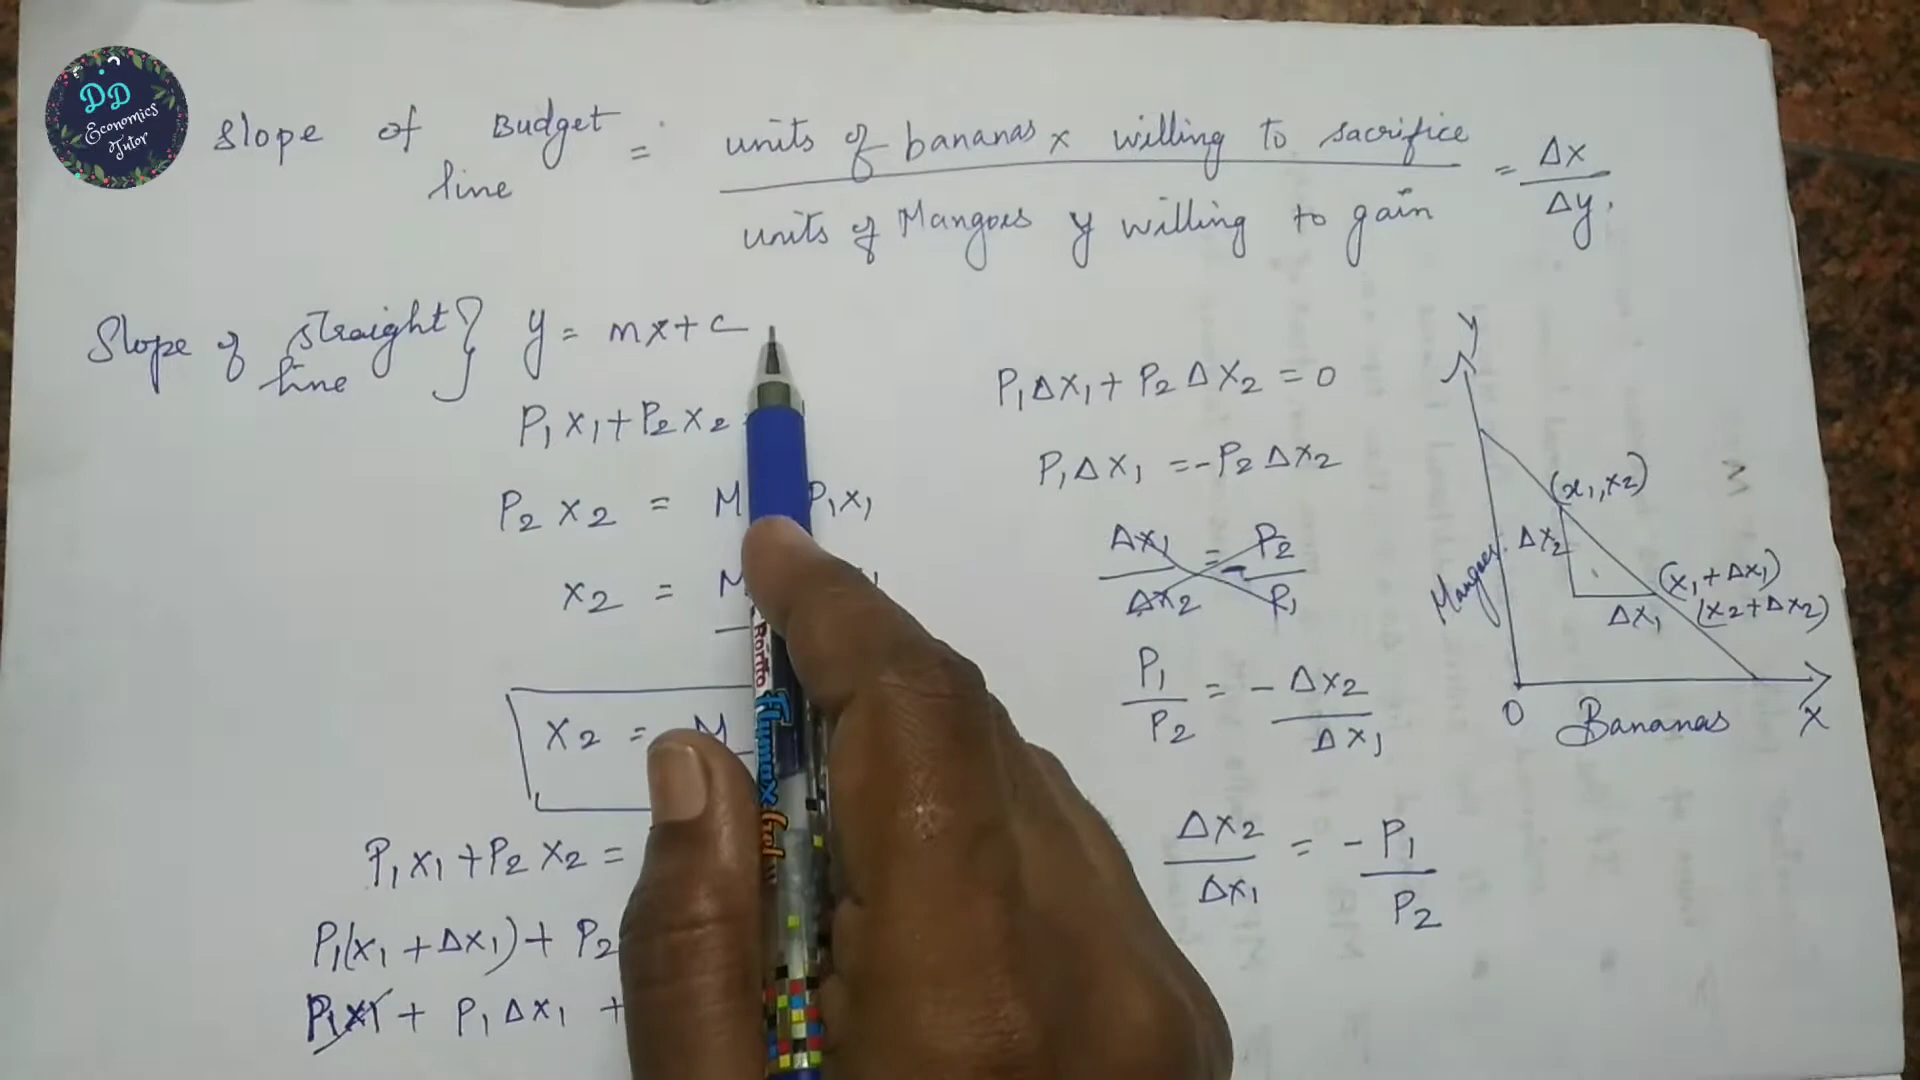 DD
Economics
Tutor
Slope of Budget line = units of bananas x willing to sacrifice / units of Mangoes y willing to gain = Δx / Δy.
Slope of straight line } y = mx + c
P₁x₁ + P₂x₂
P₂x₂ = M P₁x₁
x₂ = M
x₂ = M
P₁x₁ + P₂x₂ =
P₁(x₁ + Δx₁) + P₂
P₁x₁ + P₁Δx₁ +
P₁Δx₁ + P₂Δx₂ = 0
P₁Δx₁ = -P₂Δx₂
Δx₁ / Δx₂ = - P₂ / P₁
P₁ / P₂ = - Δx₂ / Δx₁
Δx₂ / Δx₁ = - P₁ / P₂
y
(x₁, x₂)
Mangoes
Δx₂
(x₁ + Δx₁)
(x₂ + Δx₂)
Δx₁
O
Bananas
x
Rorito
Flymax